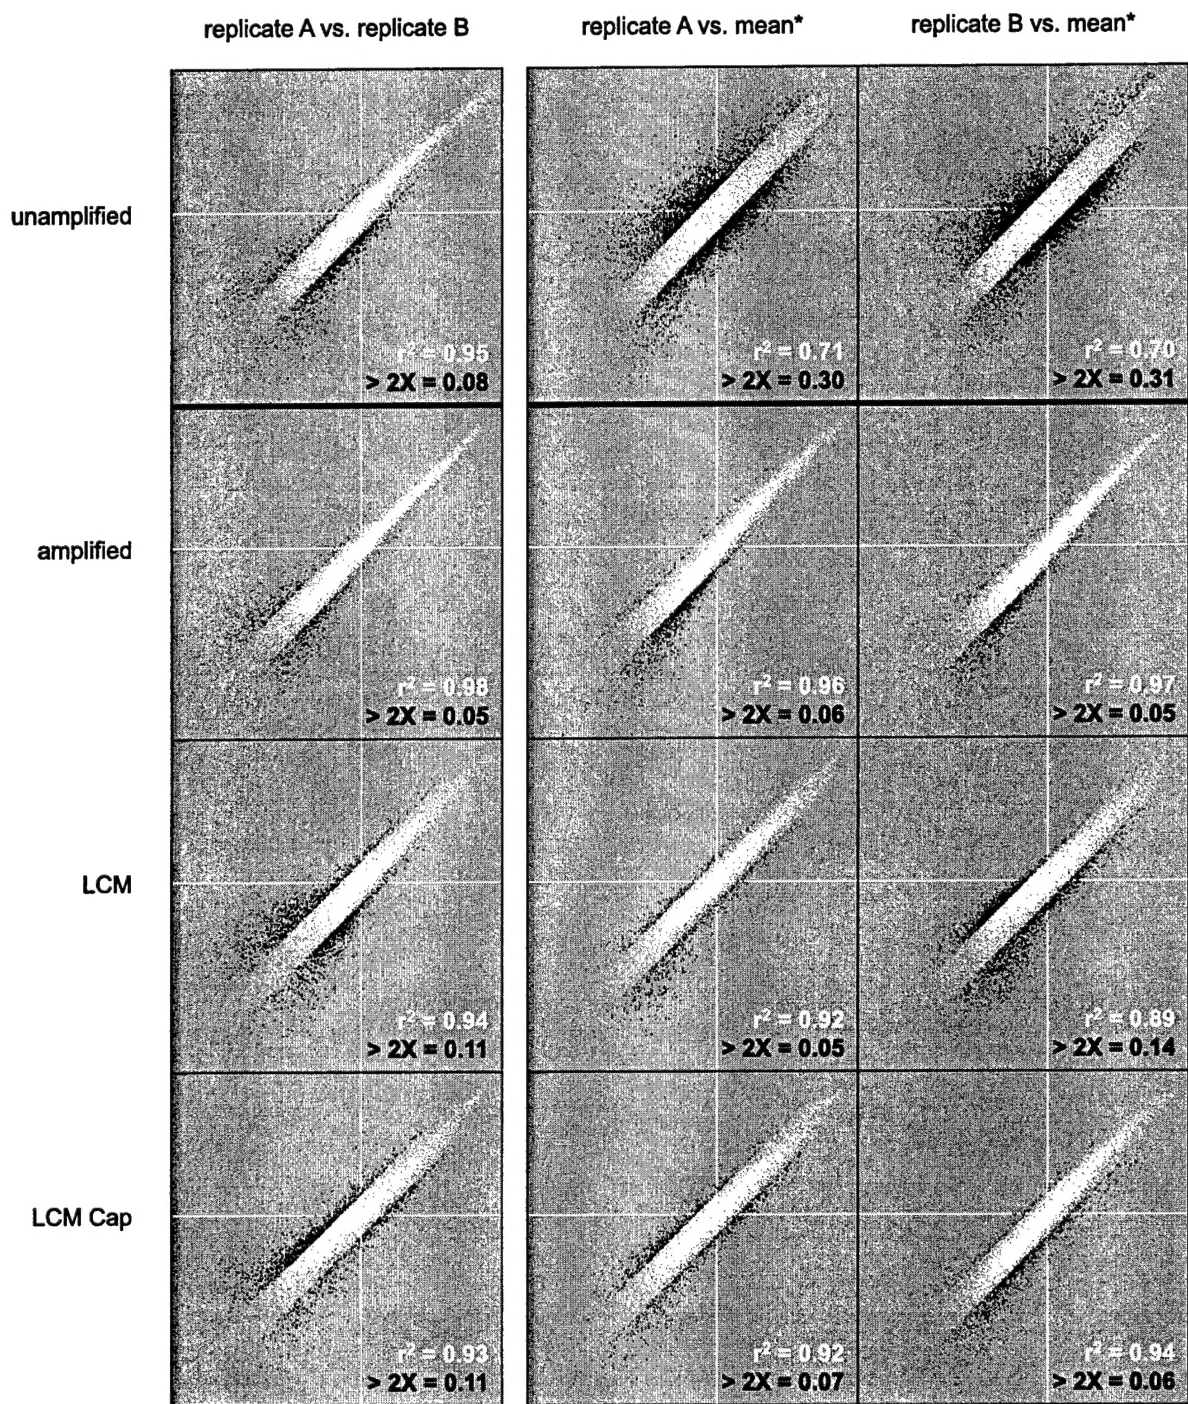 replicate A vs. replicate B
replicate A vs. mean*
replicate B vs. mean*
unamplified
r² = 0.95
> 2X = 0.08
r² = 0.71
> 2X = 0.30
r² = 0.70
> 2X = 0.31
amplified
r² = 0.98
> 2X = 0.05
r² = 0.96
> 2X = 0.06
r² = 0.97
> 2X = 0.05
LCM
r² = 0.94
> 2X = 0.11
r² = 0.92
> 2X = 0.05
r² = 0.89
> 2X = 0.14
LCM Cap
r² = 0.93
> 2X = 0.11
r² = 0.92
> 2X = 0.07
r² = 0.94
> 2X = 0.06